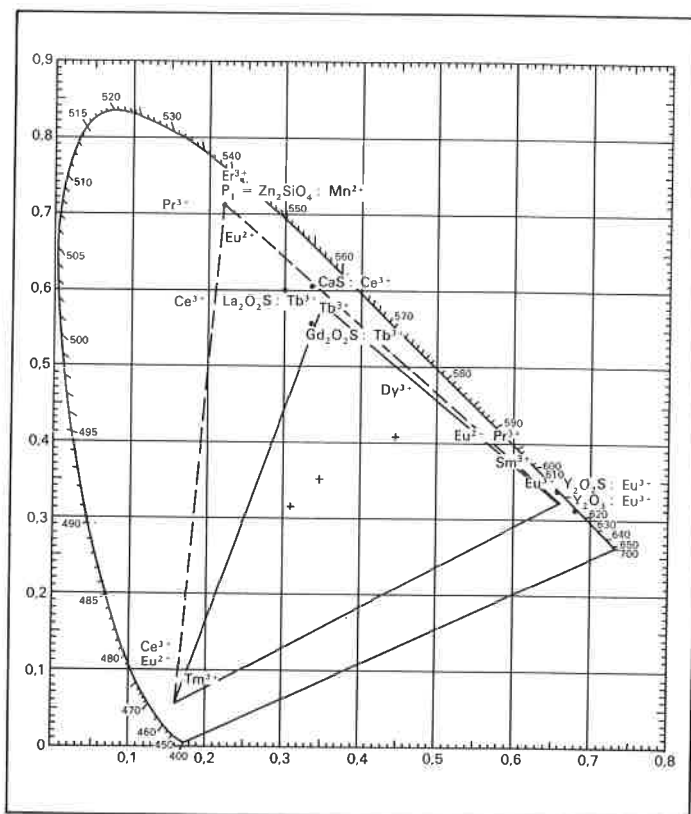 0,9
0,8
0,7
0,6
0,5
0,4
0,3
0,2
0,1
0
520
515
530
510
540
Er³⁺
P₁ = Zn₂SiO₄ : Mn²⁺
Pr³⁺
550
Eu²⁺
505
560
CaS : Ce³⁺
Ce³⁺ La₂O₂S : Tb³⁺
Tb³⁺
570
Gd₂O₂S : Tb³⁺
500
580
Dy³⁺
590
495
Eu²⁺ Pr³⁺
Sm³⁺
600
610
Eu³⁺ Y₂O₂S : Eu³⁺
Y₂O₃ : Eu³⁺
620
490
630
640
650
700
485
Ce³⁺
480
Eu²⁺
Tm³⁺
470
460
450
400
0,1 0,2 0,3 0,4 0,5 0,6 0,7 0,8